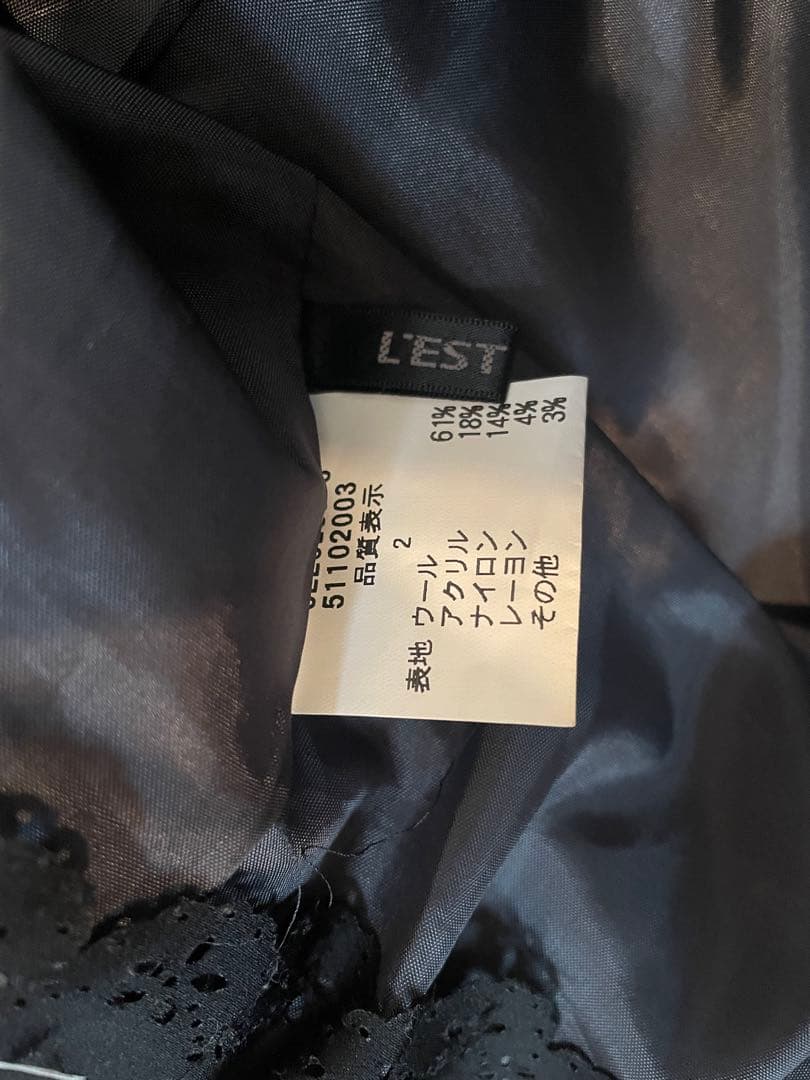 L'EST
51102003
品質表示
2
表地 ウール 61%
アクリル 18%
ナイロン 14%
レーヨン 4%
その他 3%